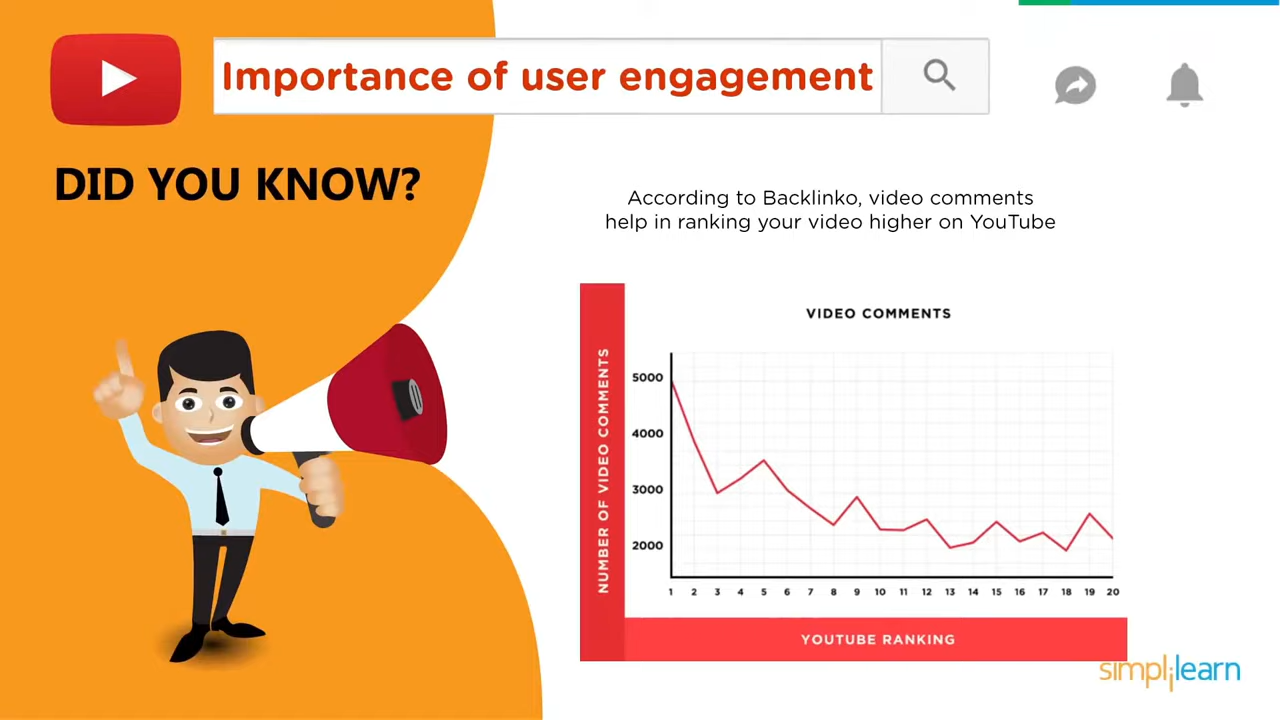 Importance of user engagement
DID YOU KNOW?
According to Backlinko, video comments
help in ranking your video higher on YouTube
VIDEO COMMENTS
NUMBER OF VIDEO COMMENTS
5000
4000
3000
2000
1 2 3 4 5 6 7 8 9 10 11 12 13 14 15 16 17 18 19 20
YOUTUBE RANKING
simplilearn